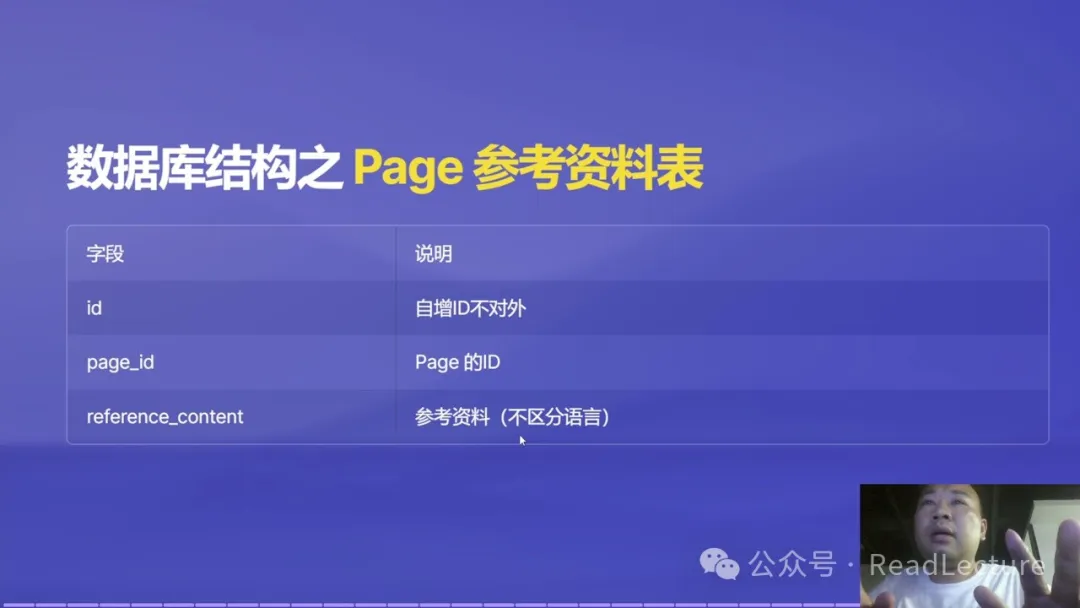 数据库结构之 Page 参考资料表
字段 说明
id 自增ID不对外
page_id Page 的ID
reference_content 参考资料（不区分语言）
公众号 · ReadLecture